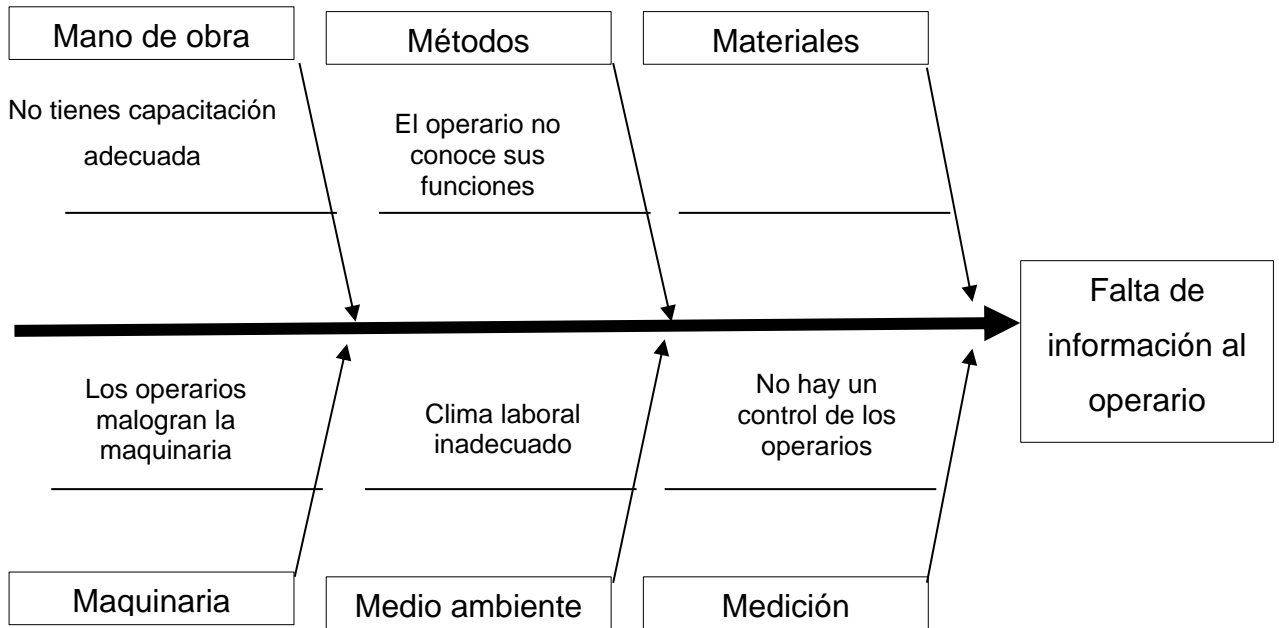 Mano de obra
Métodos
Materiales
No tienes capacitación
adecuada
El operario no
conoce sus
funciones
Falta de
información al
operario
Los operarios
malogran la
maquinaria
Clima laboral
inadecuado
No hay un
control de los
operarios
Maquinaria
Medio ambiente
Medición